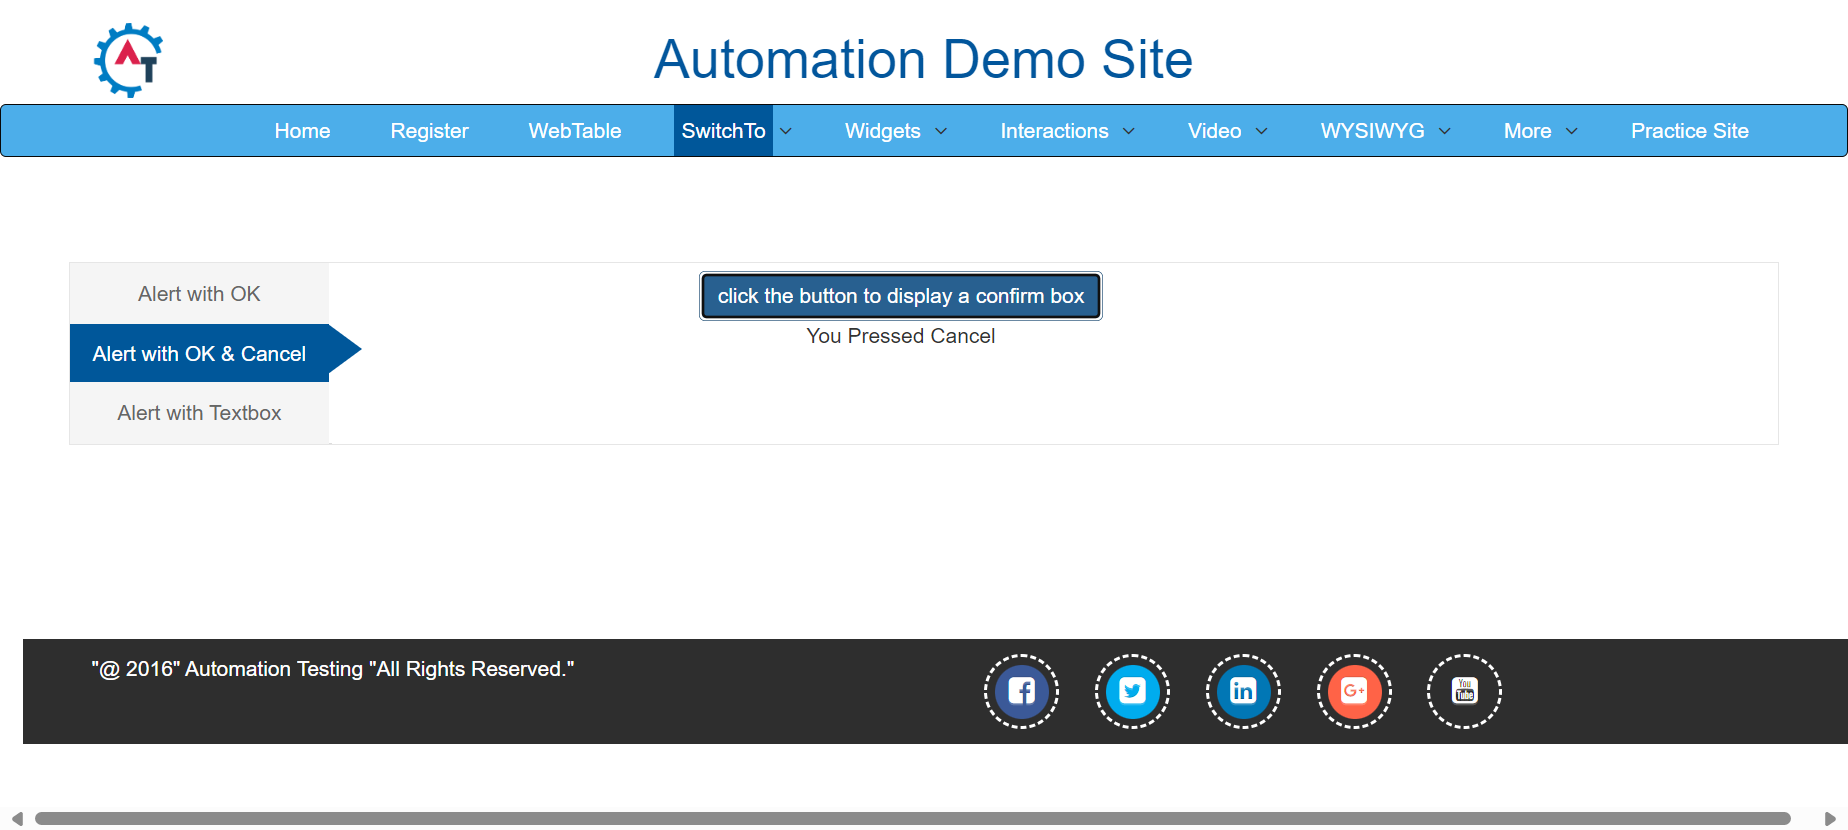 AT
Automation Demo Site
Home Register WebTable SwitchTo Widgets Interactions Video WYSIWYG More Practice Site
Alert with OK
click the button to display a confirm box
You Pressed Cancel
Alert with OK & Cancel
Alert with Textbox
"@ 2016" Automation Testing "All Rights Reserved."
f in G+ You Tube